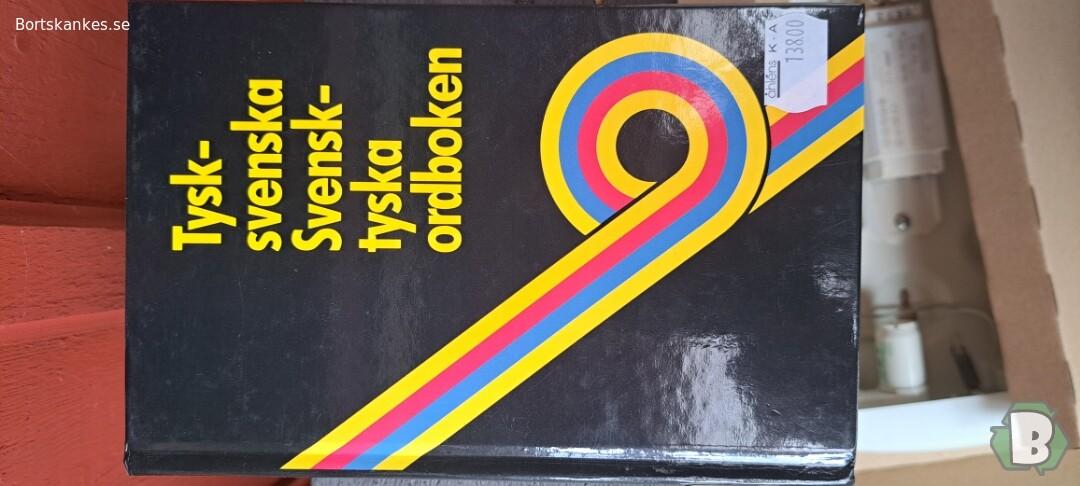 Bortskankes.se
Tysk-
svenska
Svensk-
tyska
ordboken
åhléns
K·A
138.00
B